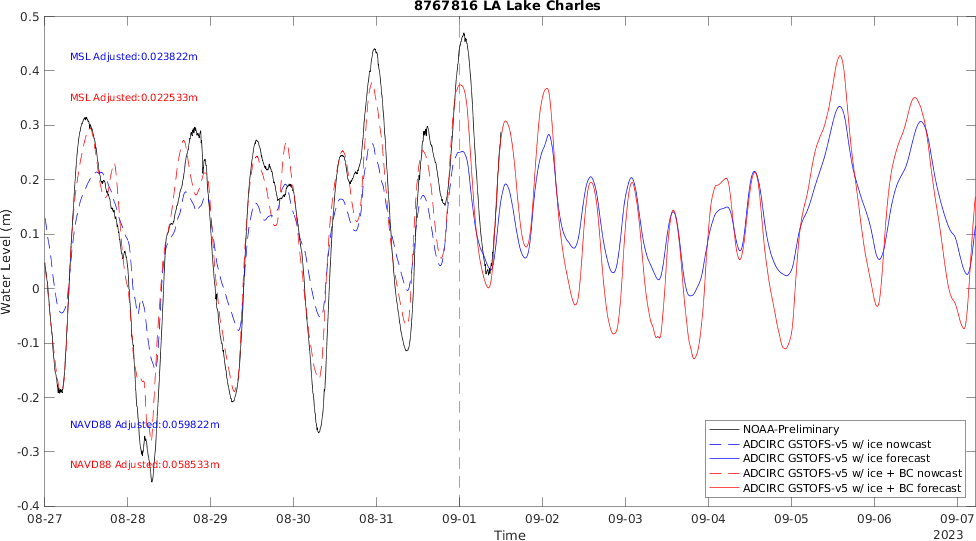 8767816 LA Lake Charles
0.5
0.4
0.3
0.2
0.1
0
-0.1
-0.2
-0.3
-0.4
Water Level (m)
MSL Adjusted:0.023822m
MSL Adjusted:0.022533m
NAVD88 Adjusted:0.059822m
NAVD88 Adjusted:0.058533m
NOAA-Preliminary
ADCIRC GSTOFS-v5 w/ ice nowcast
ADCIRC GSTOFS-v5 w/ ice forecast
ADCIRC GSTOFS-v5 w/ ice + BC nowcast
ADCIRC GSTOFS-v5 w/ ice + BC forecast
08-27 08-28 08-29 08-30 08-31 09-01 09-02 09-03 09-04 09-05 09-06 09-07
Time
2023